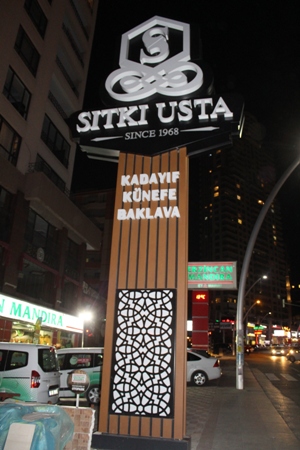 S
SITKI USTA
SINCE 1968
KADAYIF
KÜNEFE
BAKLAVA
MANDIRA